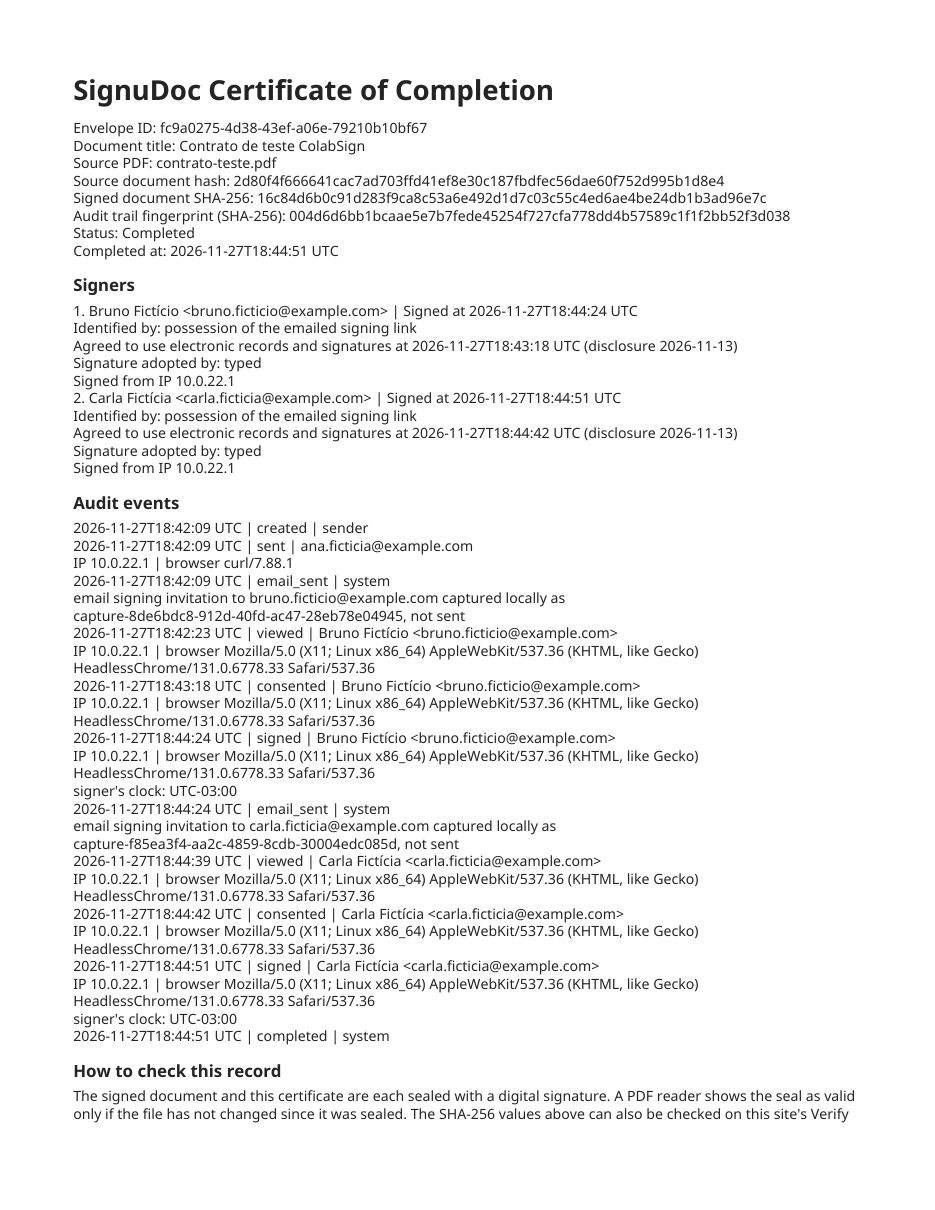 SignuDoc Certificate of Completion
Envelope ID: fc9a0275-4d38-43ef-a06e-79210b10bf67
Document title: Contrato de teste ColabSign
Source PDF: contrato-teste.pdf
Source document hash: 2d80f4f666641cac7ad703ffd41ef8e30c187fbdfec56dae60f752d995b1d8e4
Signed document SHA-256: 16c84d6b0c91d283f9ca8c53a6e492d1d7c03c55c4ed6ae4be24db1b3ad96e7c
Audit trail fingerprint (SHA-256): 004d6d6bb1bcaae5e7b7fede45254f727cfa778dd4b57589c1f1f2bb52f3d038
Status: Completed
Completed at: 2026-11-27T18:44:51 UTC
Signers
1. Bruno Fictício <bruno.ficticio@example.com> | Signed at 2026-11-27T18:44:24 UTC
Identified by: possession of the emailed signing link
Agreed to use electronic records and signatures at 2026-11-27T18:43:18 UTC (disclosure 2026-11-13)
Signature adopted by: typed
Signed from IP 10.0.22.1
2. Carla Fictícia <carla.ficticia@example.com> | Signed at 2026-11-27T18:44:51 UTC
Identified by: possession of the emailed signing link
Agreed to use electronic records and signatures at 2026-11-27T18:44:42 UTC (disclosure 2026-11-13)
Signature adopted by: typed
Signed from IP 10.0.22.1
Audit events
2026-11-27T18:42:09 UTC | created | sender
2026-11-27T18:42:09 UTC | sent | ana.ficticia@example.com
IP 10.0.22.1 | browser curl/7.88.1
2026-11-27T18:42:09 UTC | email_sent | system
email signing invitation to bruno.ficticio@example.com captured locally as
capture-8de6bdc8-912d-40fd-ac47-28eb78e04945, not sent
2026-11-27T18:42:23 UTC | viewed | Bruno Fictício <bruno.ficticio@example.com>
IP 10.0.22.1 | browser Mozilla/5.0 (X11; Linux x86_64) AppleWebKit/537.36 (KHTML, like Gecko)
HeadlessChrome/131.0.6778.33 Safari/537.36
2026-11-27T18:43:18 UTC | consented | Bruno Fictício <bruno.ficticio@example.com>
IP 10.0.22.1 | browser Mozilla/5.0 (X11; Linux x86_64) AppleWebKit/537.36 (KHTML, like Gecko)
HeadlessChrome/131.0.6778.33 Safari/537.36
2026-11-27T18:44:24 UTC | signed | Bruno Fictício <bruno.ficticio@example.com>
IP 10.0.22.1 | browser Mozilla/5.0 (X11; Linux x86_64) AppleWebKit/537.36 (KHTML, like Gecko)
HeadlessChrome/131.0.6778.33 Safari/537.36
signer's clock: UTC-03:00
2026-11-27T18:44:24 UTC | email_sent | system
email signing invitation to carla.ficticia@example.com captured locally as
capture-f85ea3f4-aa2c-4859-8cdb-30004edc085d, not sent
2026-11-27T18:44:39 UTC | viewed | Carla Fictícia <carla.ficticia@example.com>
IP 10.0.22.1 | browser Mozilla/5.0 (X11; Linux x86_64) AppleWebKit/537.36 (KHTML, like Gecko)
HeadlessChrome/131.0.6778.33 Safari/537.36
2026-11-27T18:44:42 UTC | consented | Carla Fictícia <carla.ficticia@example.com>
IP 10.0.22.1 | browser Mozilla/5.0 (X11; Linux x86_64) AppleWebKit/537.36 (KHTML, like Gecko)
HeadlessChrome/131.0.6778.33 Safari/537.36
2026-11-27T18:44:51 UTC | signed | Carla Fictícia <carla.ficticia@example.com>
IP 10.0.22.1 | browser Mozilla/5.0 (X11; Linux x86_64) AppleWebKit/537.36 (KHTML, like Gecko)
HeadlessChrome/131.0.6778.33 Safari/537.36
signer's clock: UTC-03:00
2026-11-27T18:44:51 UTC | completed | system
How to check this record
The signed document and this certificate are each sealed with a digital signature. A PDF reader shows the seal as valid
only if the file has not changed since it was sealed. The SHA-256 values above can also be checked on this site's Verify